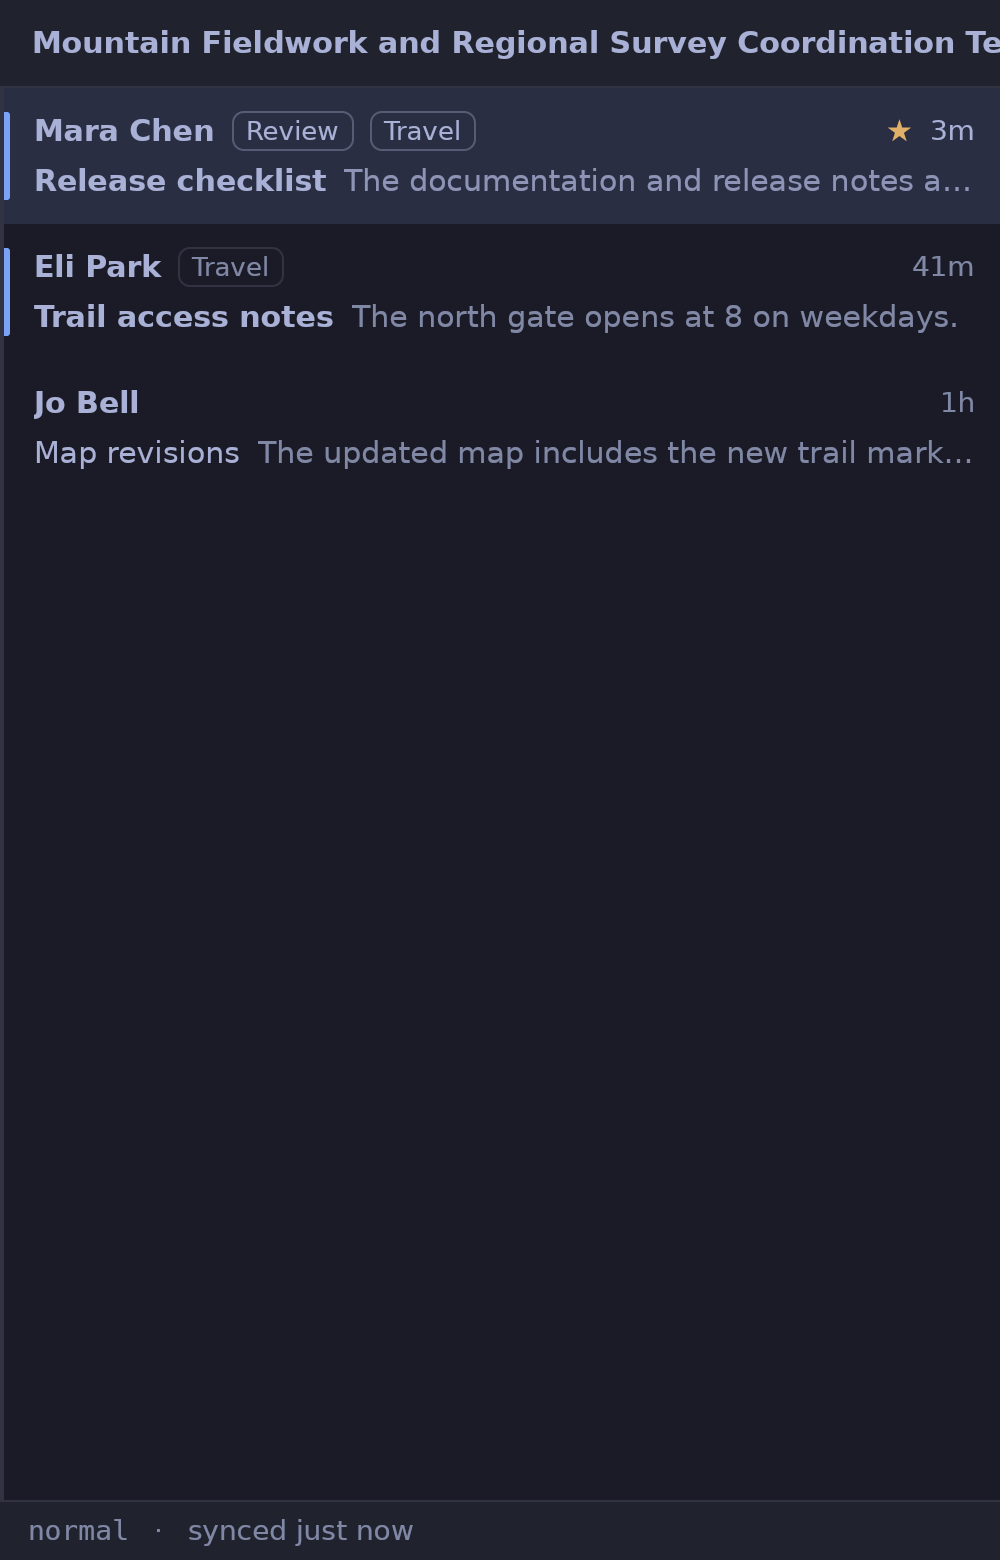 Mountain Fieldwork and Regional Survey Coordination Te
Mara Chen Review Travel ★ 3m
Release checklist The documentation and release notes a…
Eli Park Travel 41m
Trail access notes The north gate opens at 8 on weekdays.
Jo Bell 1h
Map revisions The updated map includes the new trail mark…
normal · synced just now